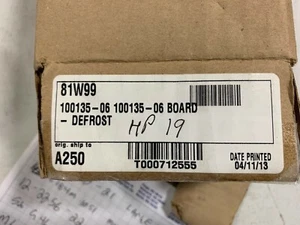 81W99
100135-06 100135-06 BOARD
- DEFROST
HP 19
orig. ship to
A250
T000712555
DATE PRINTED
04/11/13